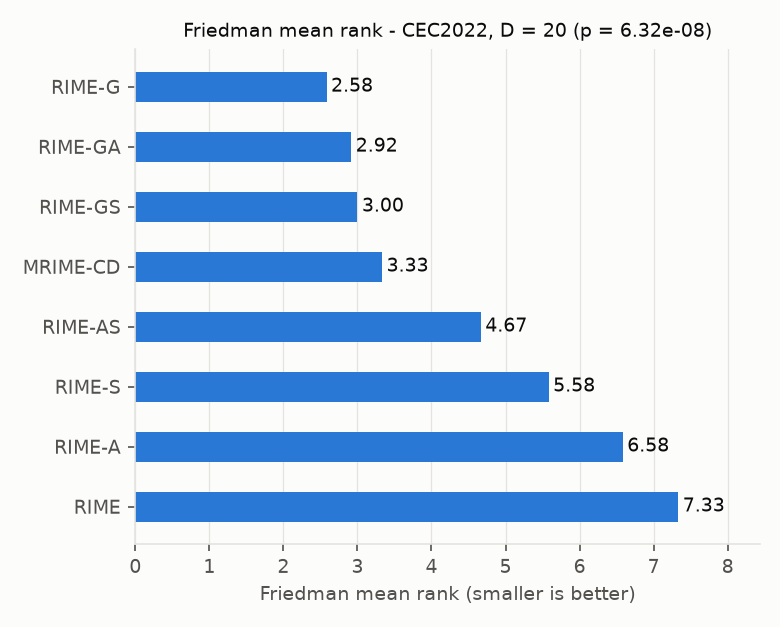 Friedman mean rank - CEC2022, D = 20 (p = 6.32e-08)
RIME-G 2.58
RIME-GA 2.92
RIME-GS 3.00
MRIME-CD 3.33
RIME-AS 4.67
RIME-S 5.58
RIME-A 6.58
RIME 7.33
0 1 2 3 4 5 6 7 8
Friedman mean rank (smaller is better)